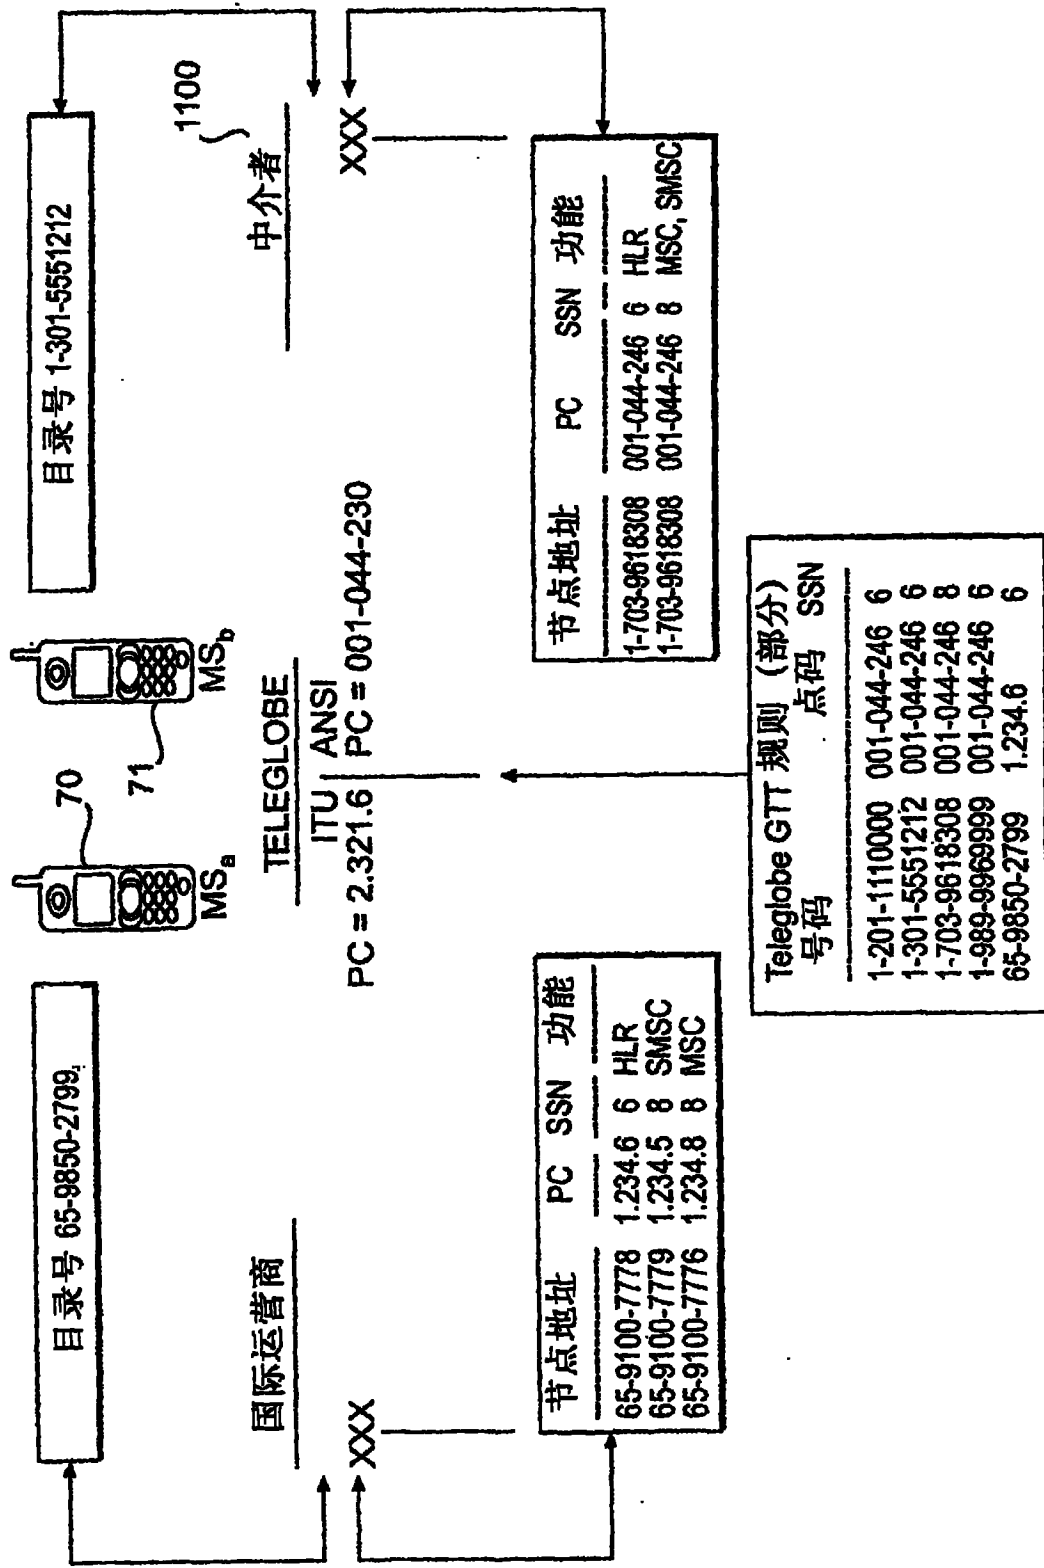 目录号 65-9850-2799
目录号 1-301-5551212
70
71
MSa
MSb
国际运营商
XXX
TELEGLOBE
ITU ANSI
PC = 2.321.6 PC = 001-044-230
中介者
1100
XXX
节点地址 PC SSN 功能
65-9100-7778 1.234.6 6 HLR
65-9100-7779 1.234.5 8 SMSC
65-9100-7776 1.234.8 8 MSC
节点地址 PC SSN 功能
1-703-9618308 001-044-246 6 HLR
1-703-9618308 001-044-246 8 MSC, SMSC
Teleglobe GTT 规则 (部分)
号码 点码 SSN
1-201-1110000 001-044-246 6
1-301-5551212 001-044-246 6
1-703-9618308 001-044-246 8
1-989-9969999 001-044-246 6
65-9850-2799 1.234.6 6